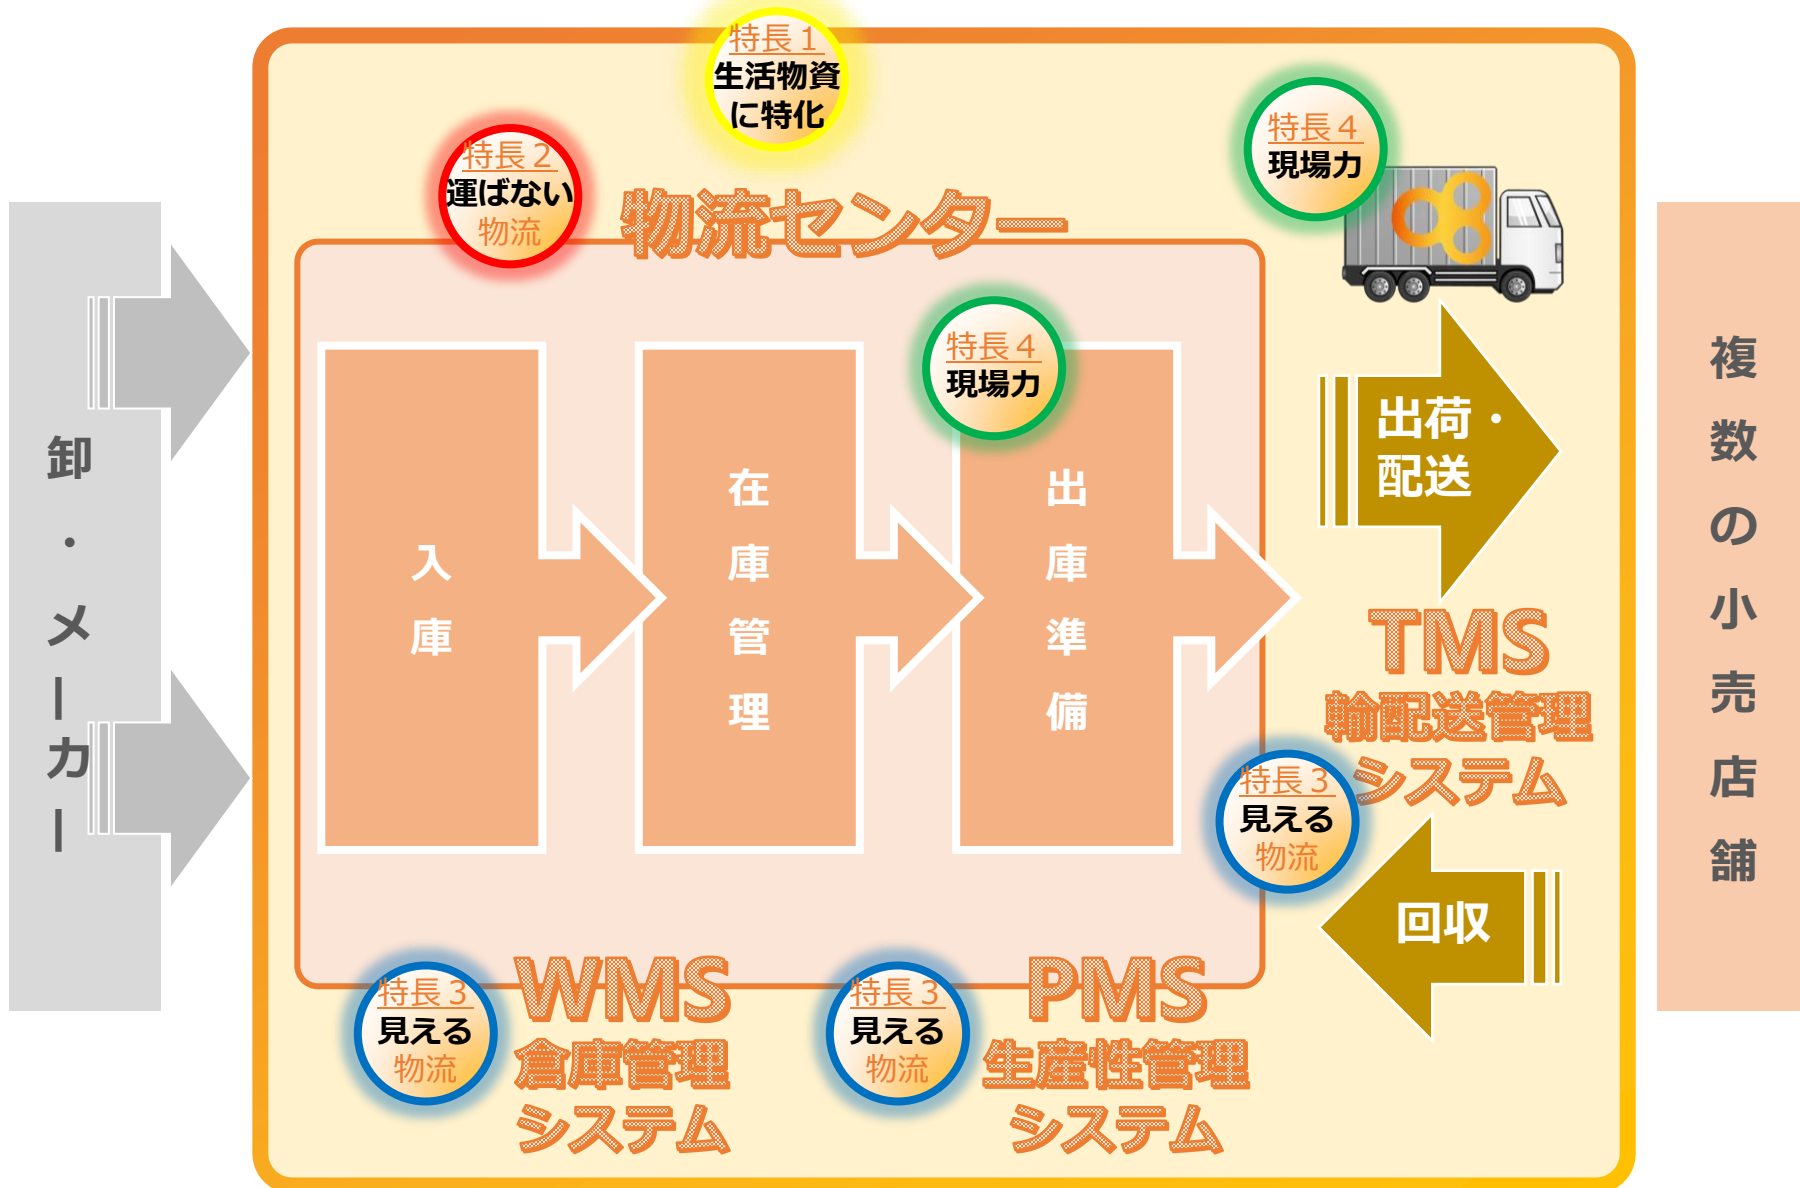 特長１
生活物資
に特化
特長２
運ばない
物流
特長４
現場力
物流センター
卸・メーカー
入庫
在庫管理
特長４
現場力
出庫準備
出荷・
配送
複数の小売店舗
TMS
輸配送管理
システム
特長３
見える
物流
回収
特長３
見える
物流
WMS
倉庫管理
システム
特長３
見える
物流
PMS
生産性管理
システム